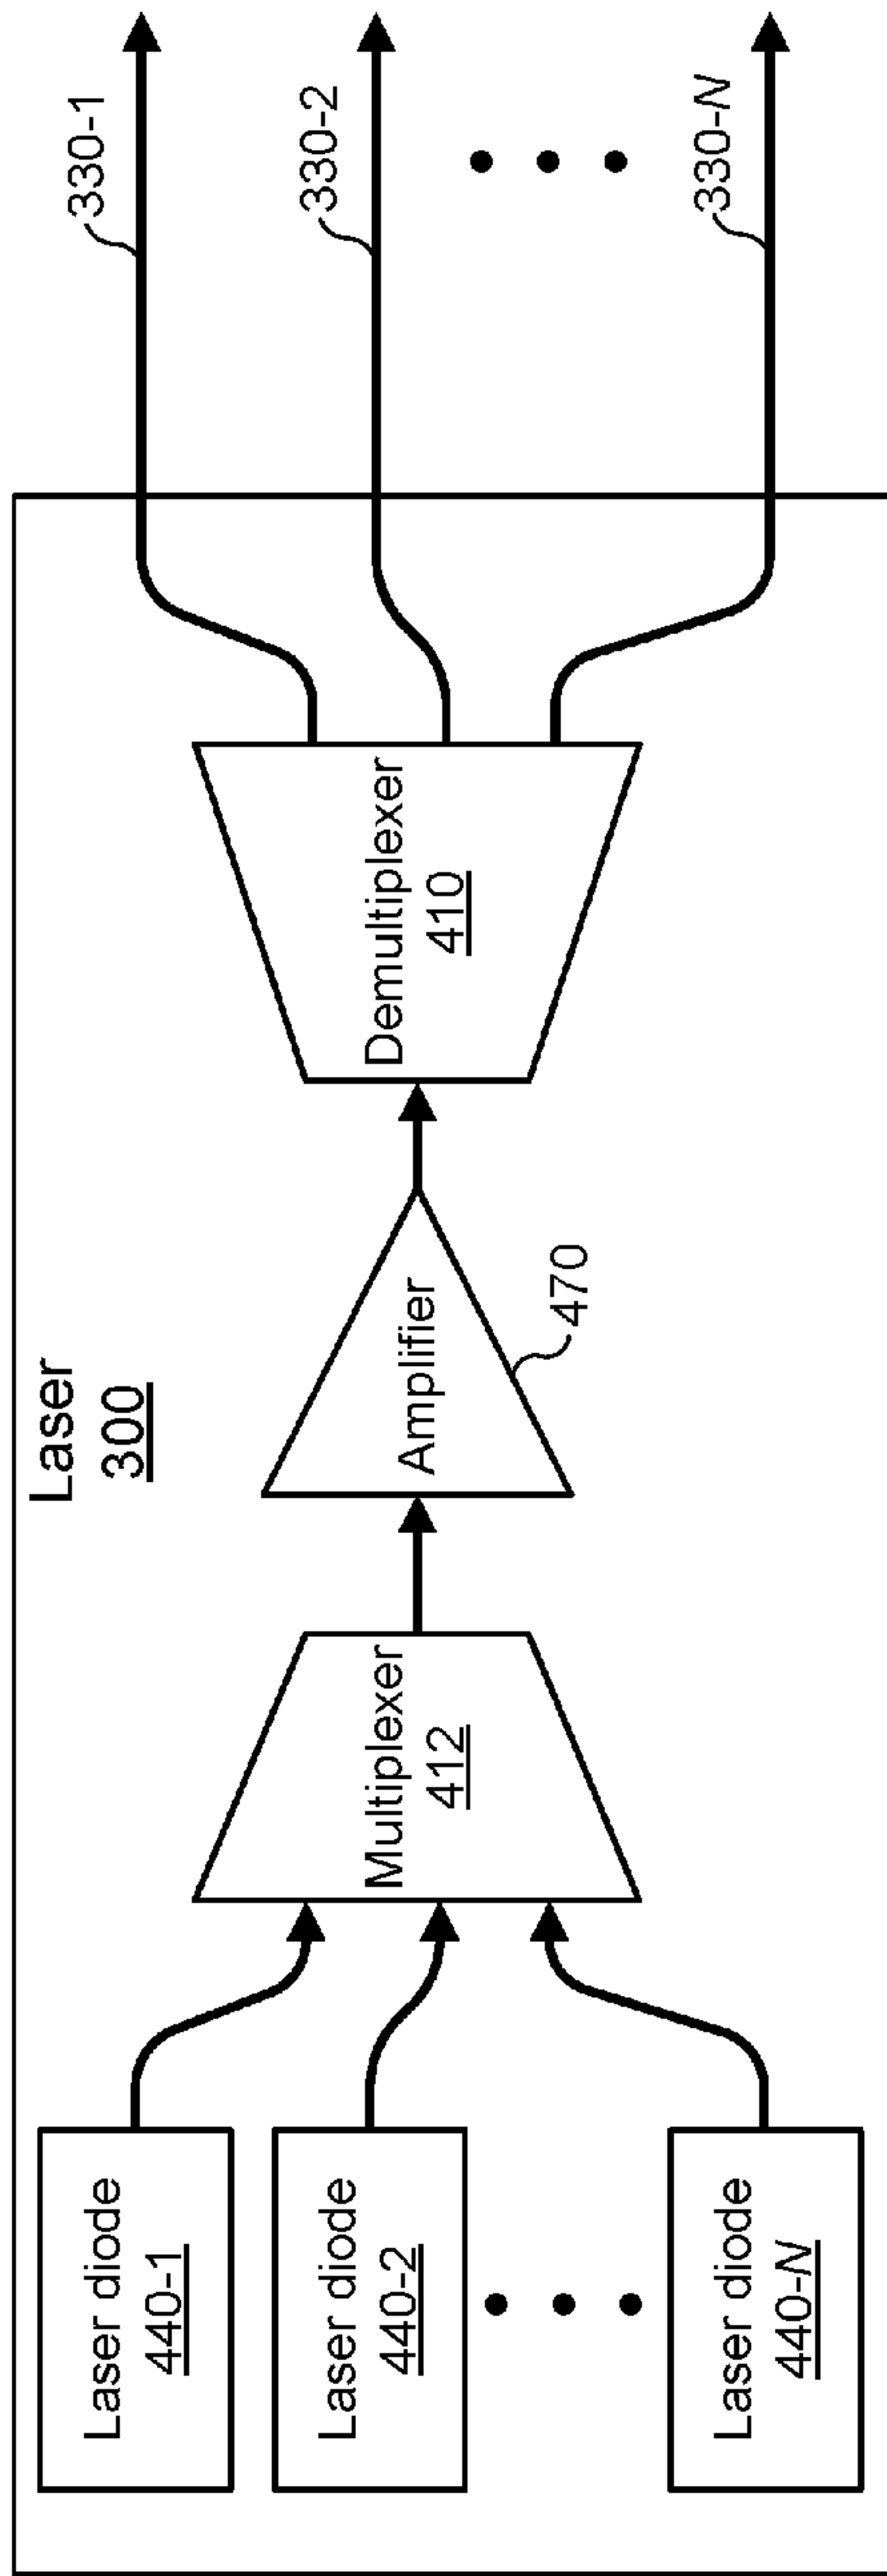 Laser
300
Laser diode
440-1
Laser diode
440-2
Laser diode
440-N
Multiplexer
412
Amplifier
470
Demultiplexer
410
330-1
330-2
330-N